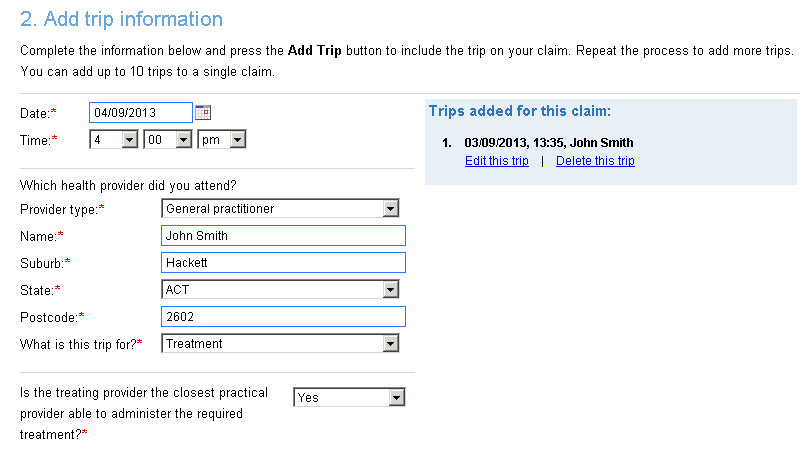 2. Add trip information
Complete the information below and press the Add Trip button to include the trip on your claim. Repeat the process to add more trips.
You can add up to 10 trips to a single claim.
Date:* 04/09/2013
Time:* 4 00 pm
Trips added for this claim:
1. 03/09/2013, 13:35, John Smith
Edit this trip | Delete this trip
Which health provider did you attend?
Provider type:* General practitioner
Name:* John Smith
Suburb:* Hackett
State:* ACT
Postcode:* 2602
What is this trip for?* Treatment
Is the treating provider the closest practical
provider able to administer the required
treatment?*
Yes